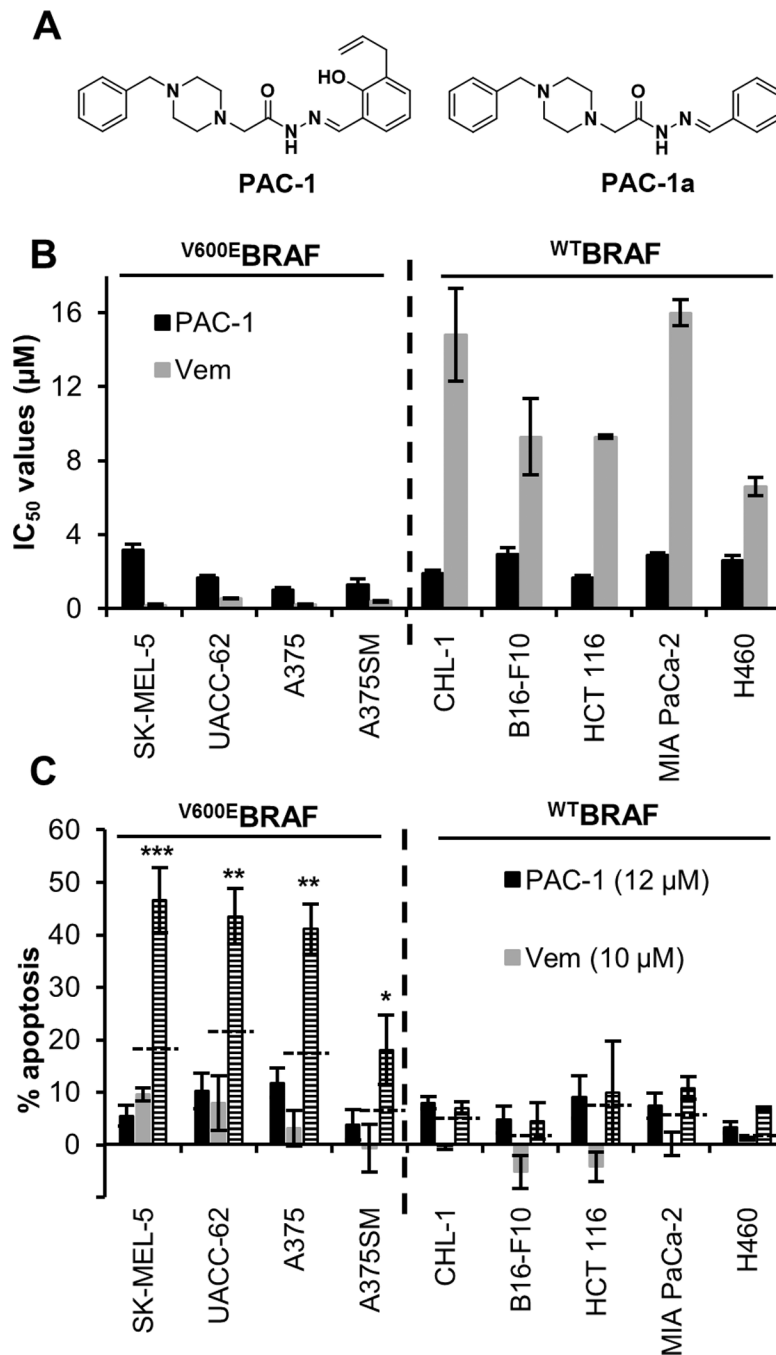 A
HO
N
N
O
N
H
N
PAC-1
N
N
O
N
H
N
PAC-1a
B
V600EBRAF
WTBRAF
PAC-1
Vem
IC50 values (µM)
16
12
8
4
0
SK-MEL-5
UACC-62
A375
A375SM
CHL-1
B16-F10
HCT 116
MIA PaCa-2
H460
C
V600EBRAF
WTBRAF
PAC-1 (12 µM)
Vem (10 µM)
% apoptosis
60
50
40
30
20
10
0
***
**
**
*
SK-MEL-5
UACC-62
A375
A375SM
CHL-1
B16-F10
HCT 116
MIA PaCa-2
H460